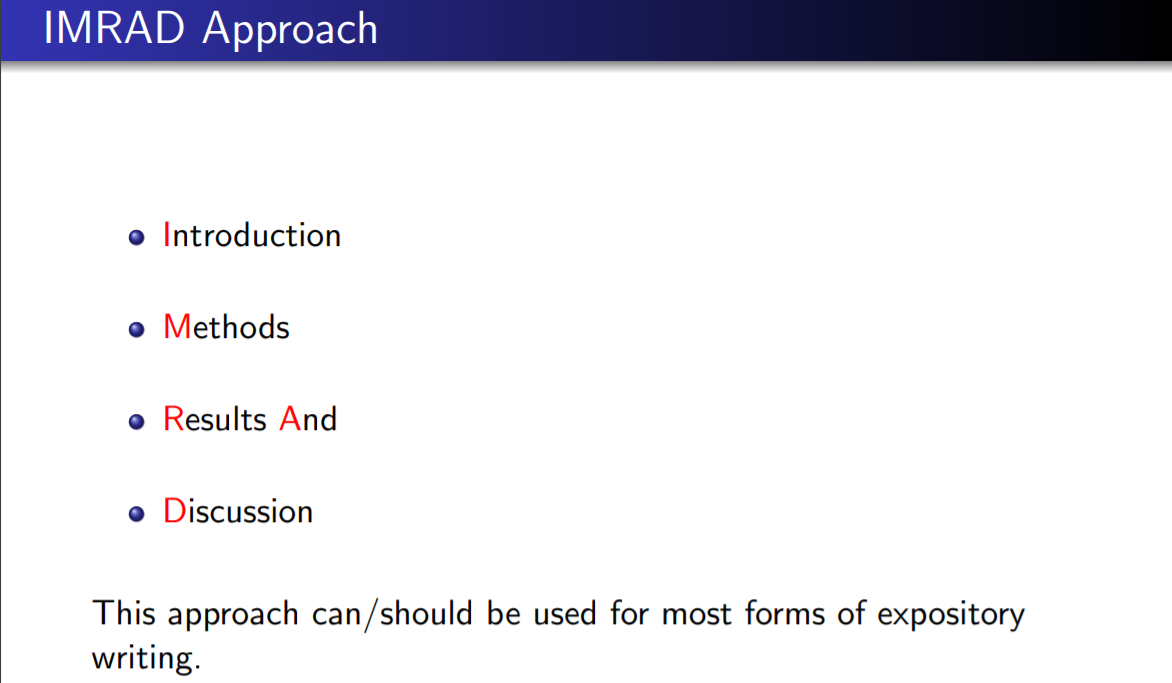 IMRAD Approach
Introduction
Methods
Results And
Discussion
This approach can/should be used for most forms of expository
writing.